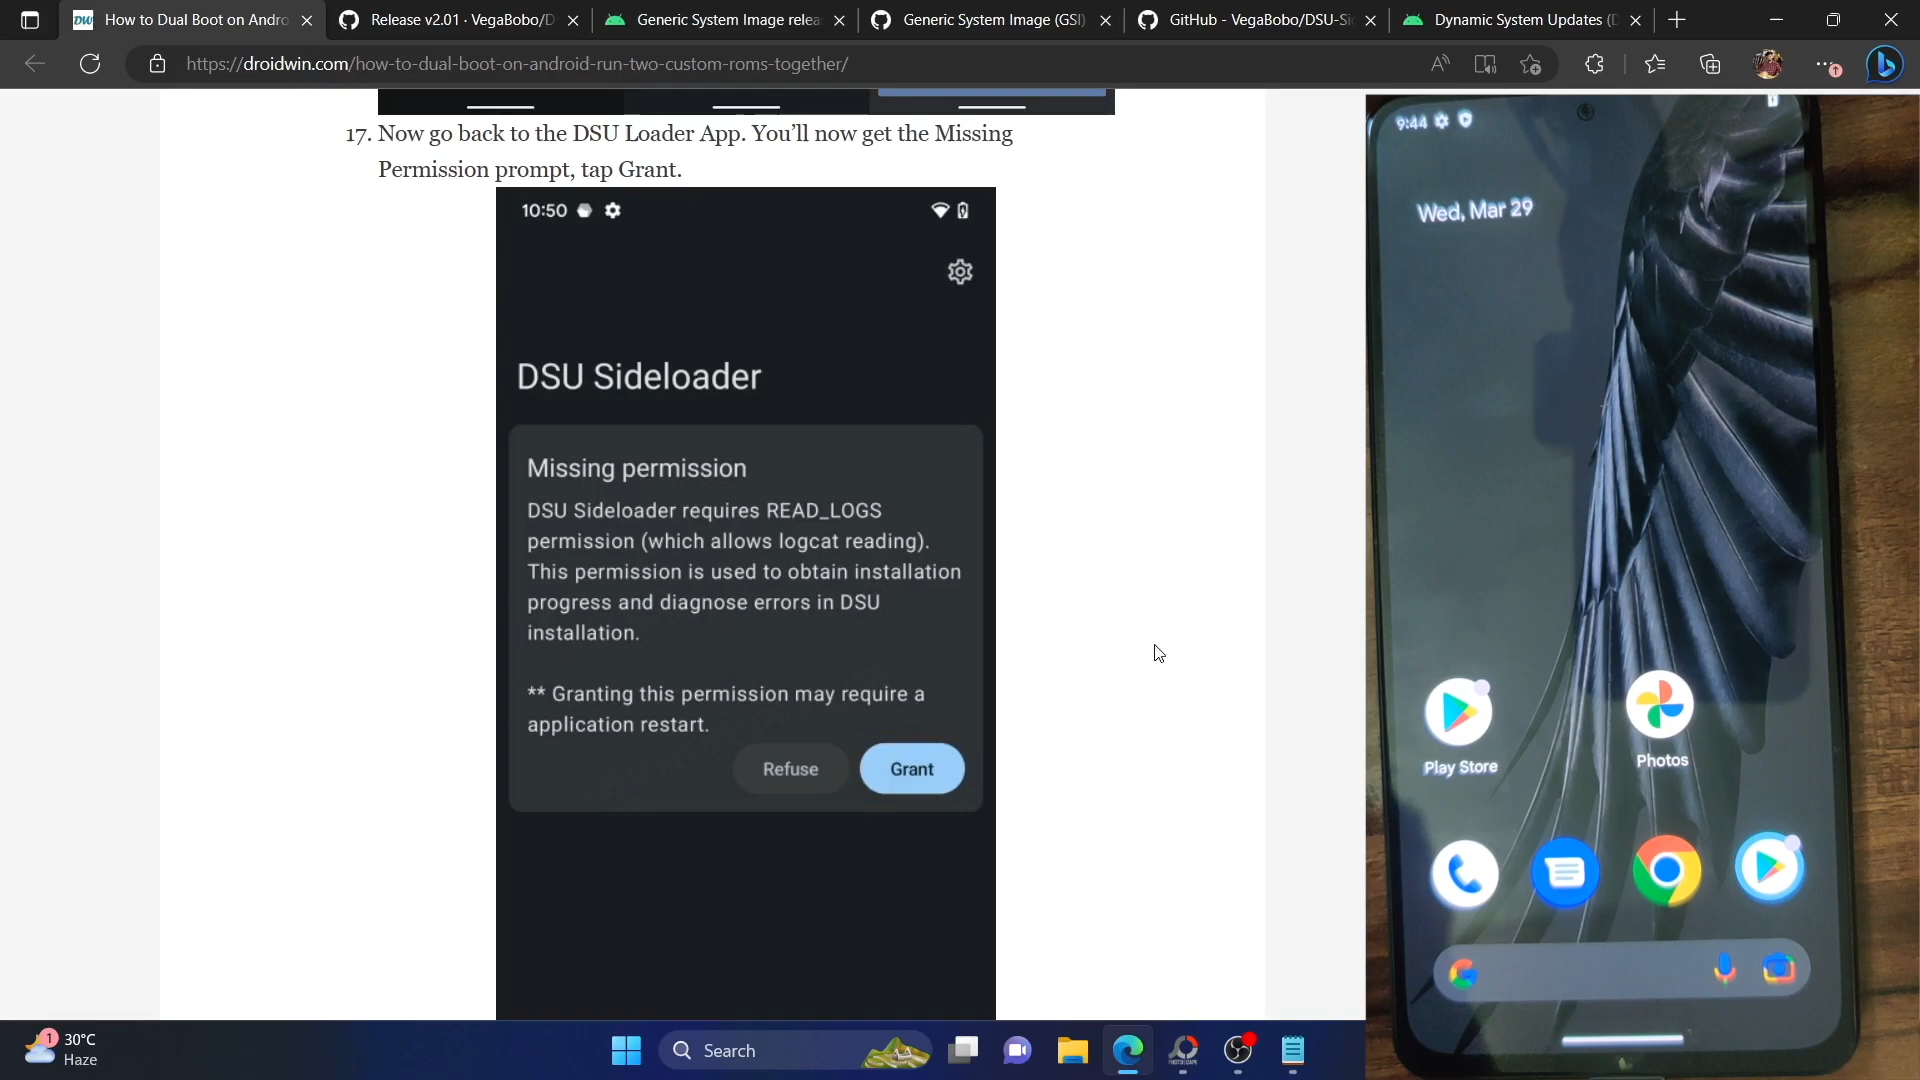 How to Dual Boot on Andro
Release v2.01 · VegaBobo/D
Generic System Image relea
Generic System Image (GSI)
GitHub - VegaBobo/DSU-Si
Dynamic System Updates (D
https://droidwin.com/how-to-dual-boot-on-android-run-two-custom-roms-together/
17. Now go back to the DSU Loader App. You’ll now get the Missing
Permission prompt, tap Grant.
10:50
DSU Sideloader
Missing permission
DSU Sideloader requires READ_LOGS
permission (which allows logcat reading).
This permission is used to obtain installation
progress and diagnose errors in DSU
installation.
** Granting this permission may require a
application restart.
Refuse
Grant
9:44
Wed, Mar 29
Play Store
Photos
1
30°C
Haze
Search